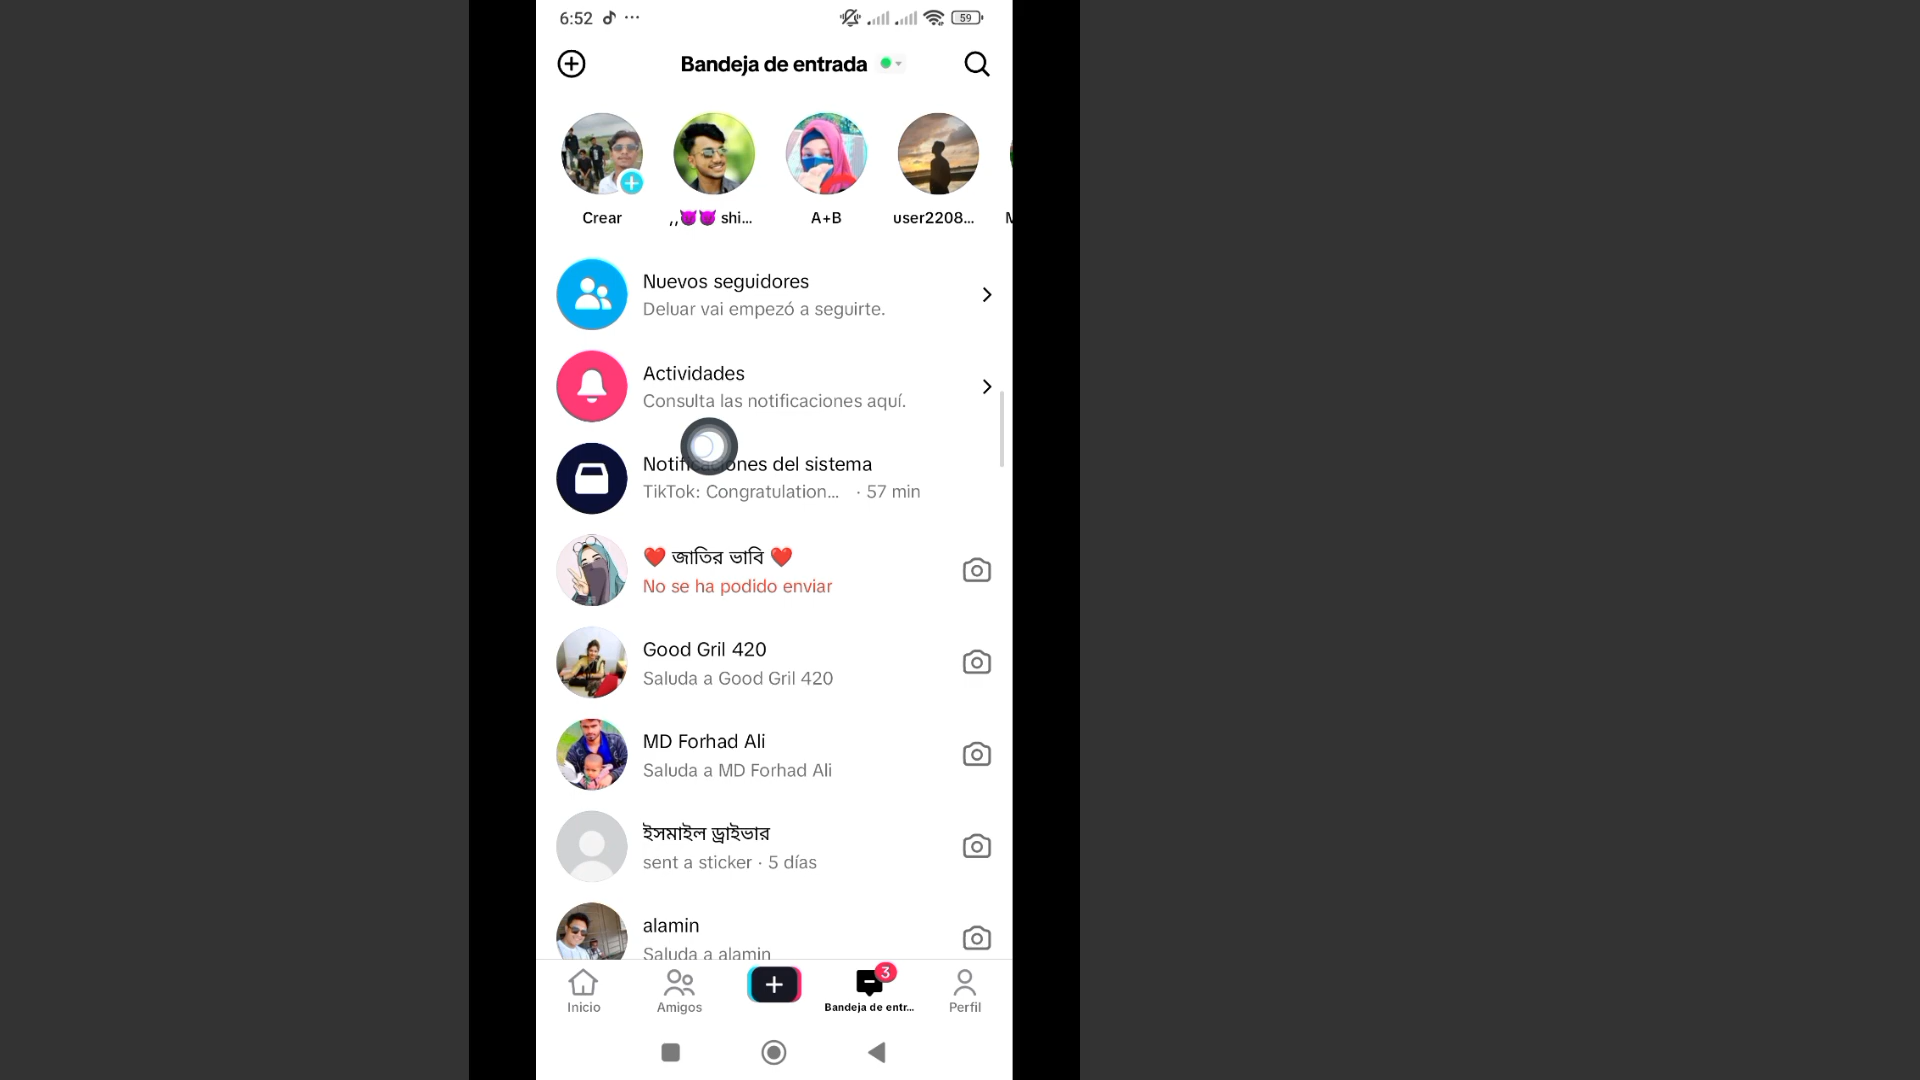 6:52
59
Bandeja de entrada
Crear
,,😈😈 shi...
A+B
user2208...
Nuevos seguidores
Deluar vai empezó a seguirte.
Actividades
Consulta las notificaciones aquí.
Notificaciones del sistema
TikTok: Congratulation... · 57 min
❤️ জাতির ভাবি ❤️
No se ha podido enviar
Good Gril 420
Saluda a Good Gril 420
MD Forhad Ali
Saluda a MD Forhad Ali
ইসমাইল ড্রাইভার
sent a sticker · 5 días
alamin
Saluda a alamin
3
Inicio
Amigos
Bandeja de entr...
Perfil